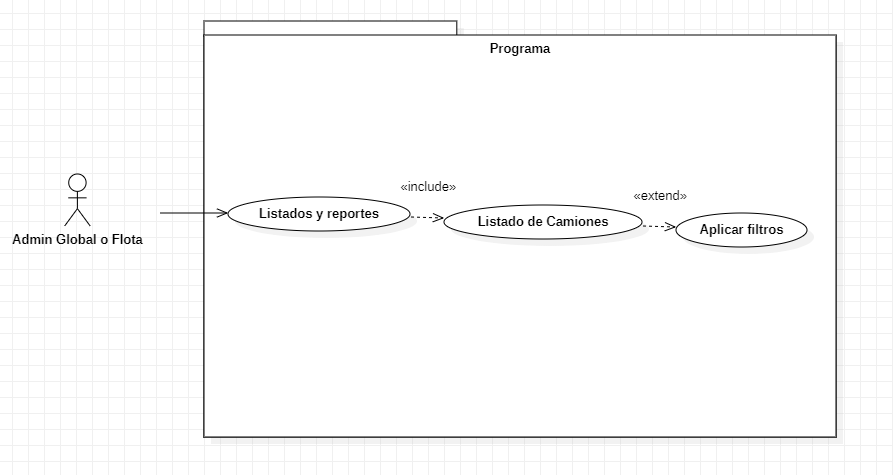 Programa
«include»
«extend»
Listados y reportes
Listado de Camiones
Aplicar filtros
Admin Global o Flota